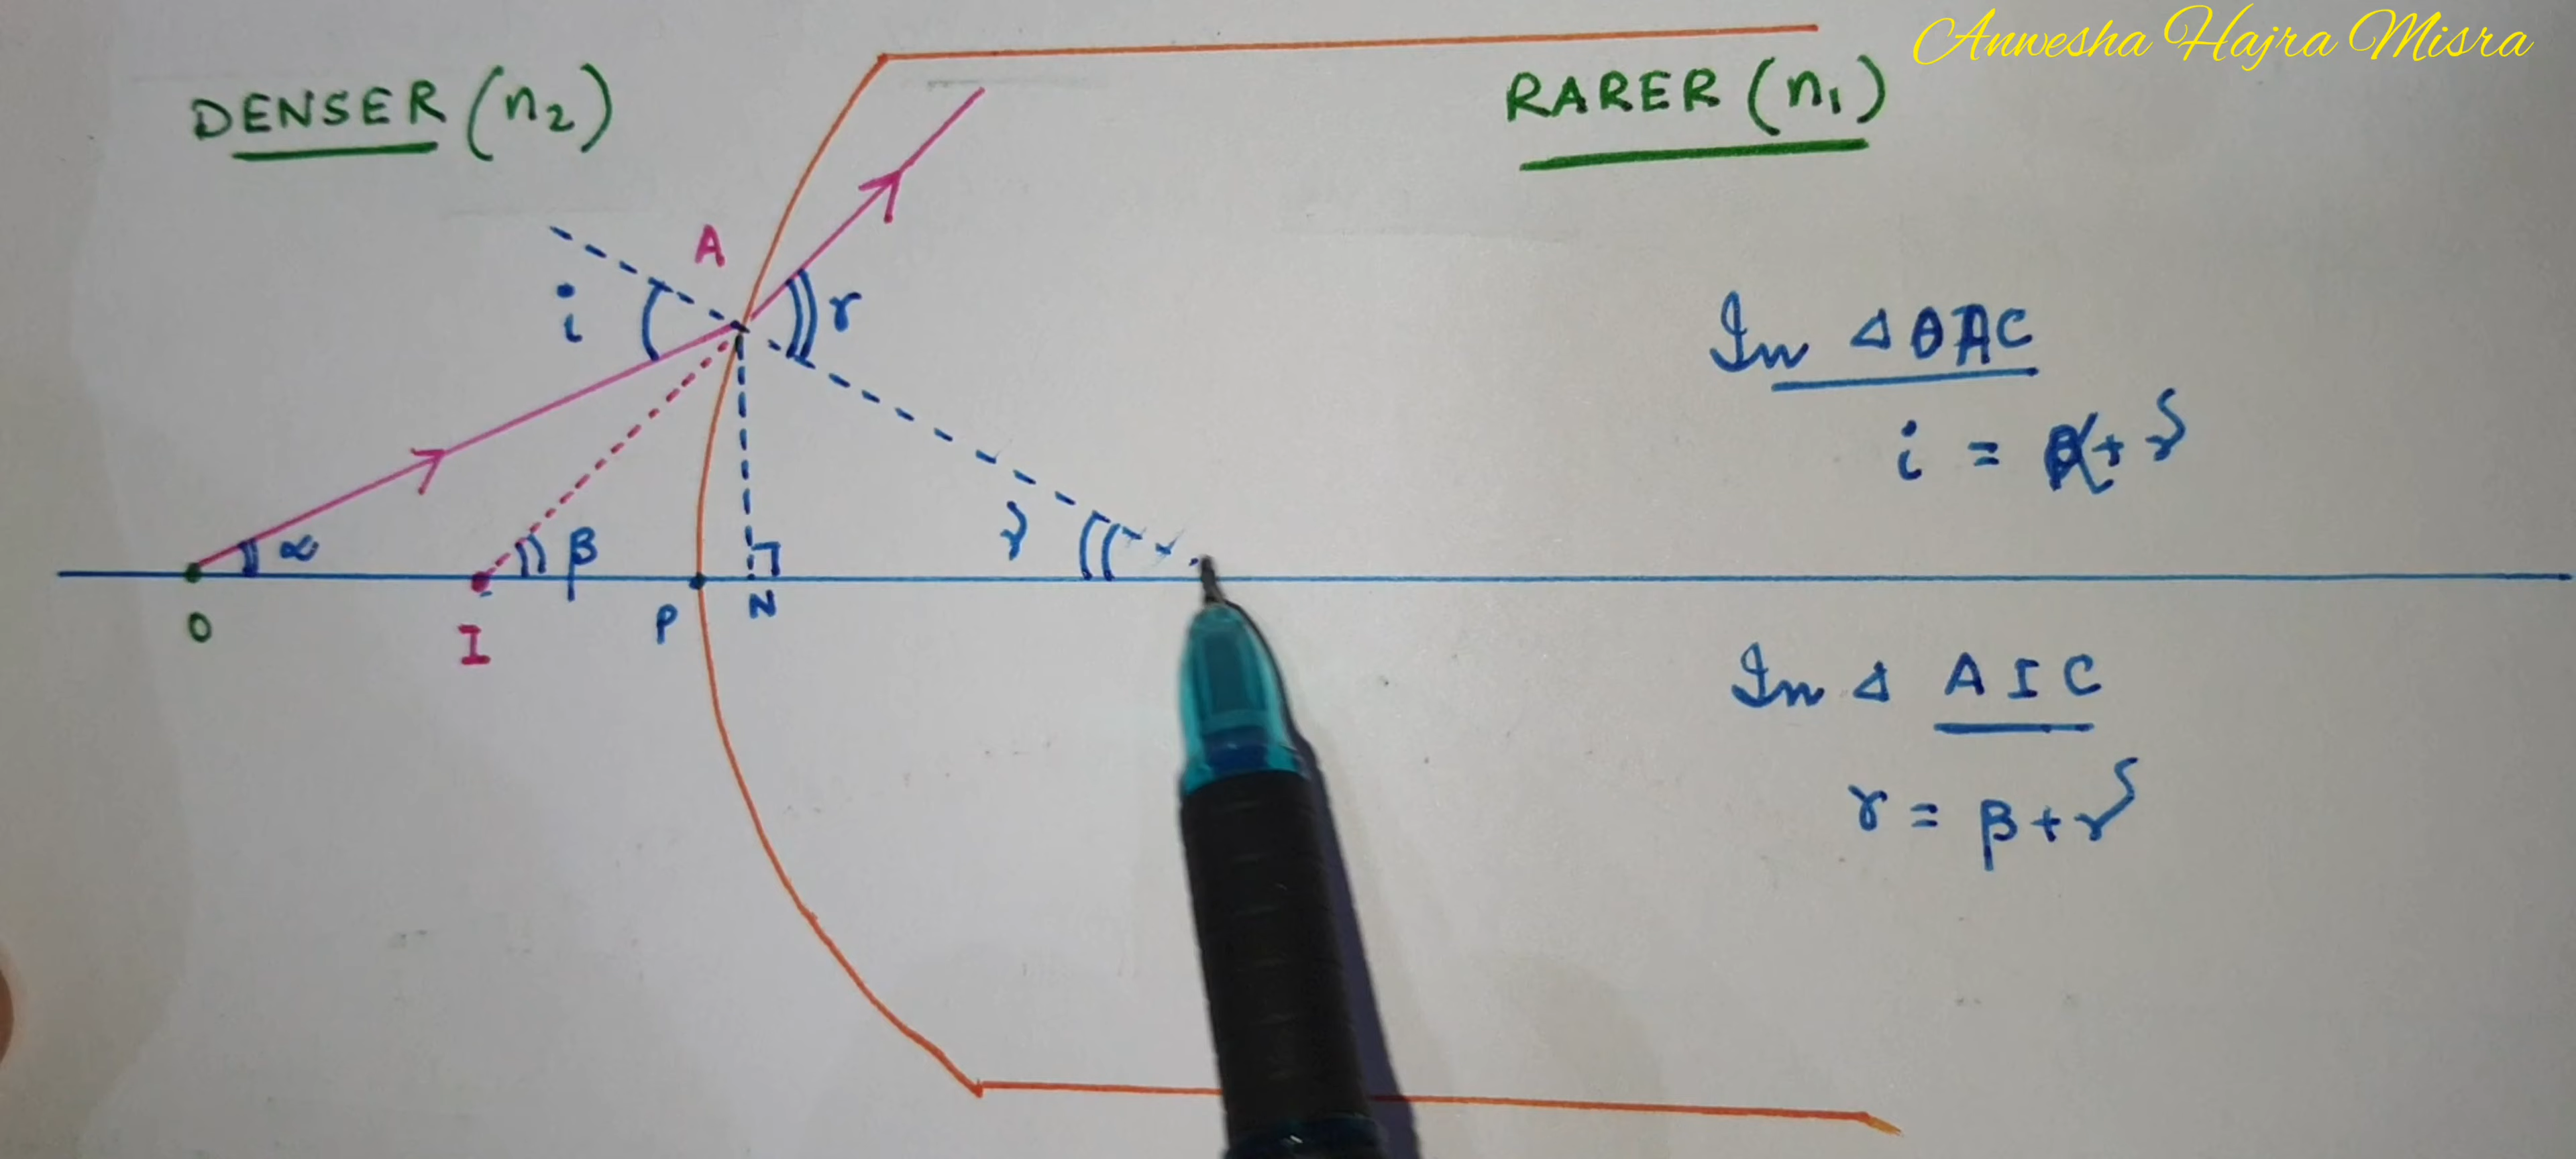 Anwesha Hajra Misra
DENSER (n₂)
RARER (n₁)
A
i
r
In Δ OAC
i = α + γ
α
β
γ
O
I
P
N
In Δ AIC
r = β + γ